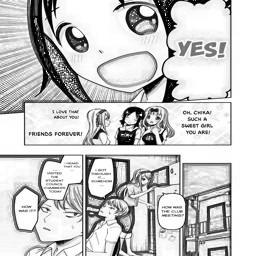 YES!
OH, CHIKA!
SUCH A
SWEET GIRL
YOU ARE!
I LOVE THAT
ABOUT YOU!
FRIENDS FOREVER!
HOW WAS
THE CLUB
MEETING?
I GOT
THROUGH
IT...
SOMEHOW.
I HEARD
THAT YOU
VISITED
THE STUDENT
COUNCIL
CHAMBERS
TODAY.
HOW
WAS IT?